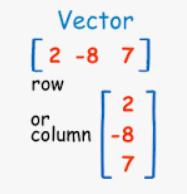 Vector
[ 2 -8 7 ]
row
or
column
2
-8
7